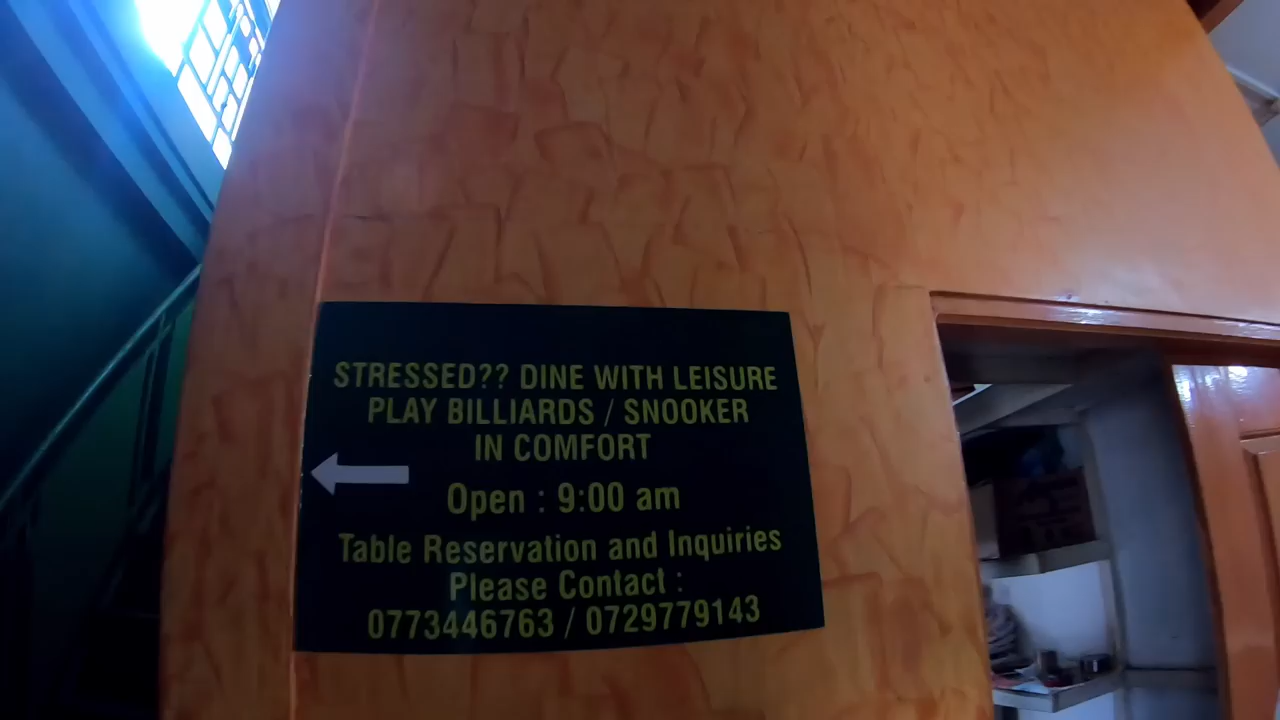 STRESSED?? DINE WITH LEISURE
PLAY BILLIARDS / SNOOKER
IN COMFORT
Open : 9:00 am
Table Reservation and Inquiries
Please Contact :
0773446763 / 0729779143